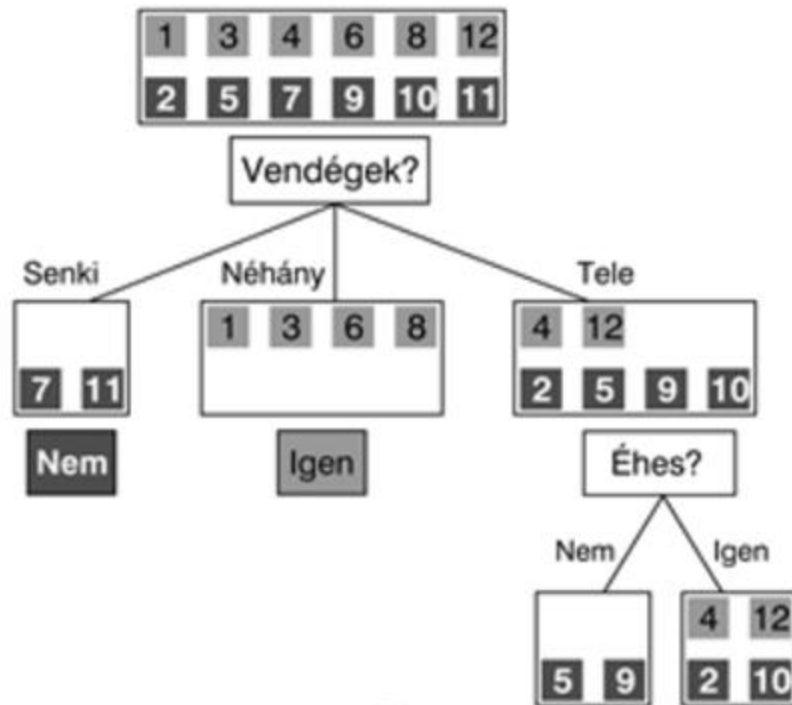 1 3 4 6 8 12
2 5 7 9 10 11
Vendégek?
Senki Néhány Tele
1 3 6 8 4 12
7 11 2 5 9 10
Nem Igen Éhes?
Nem Igen
4 12
5 9 2 10